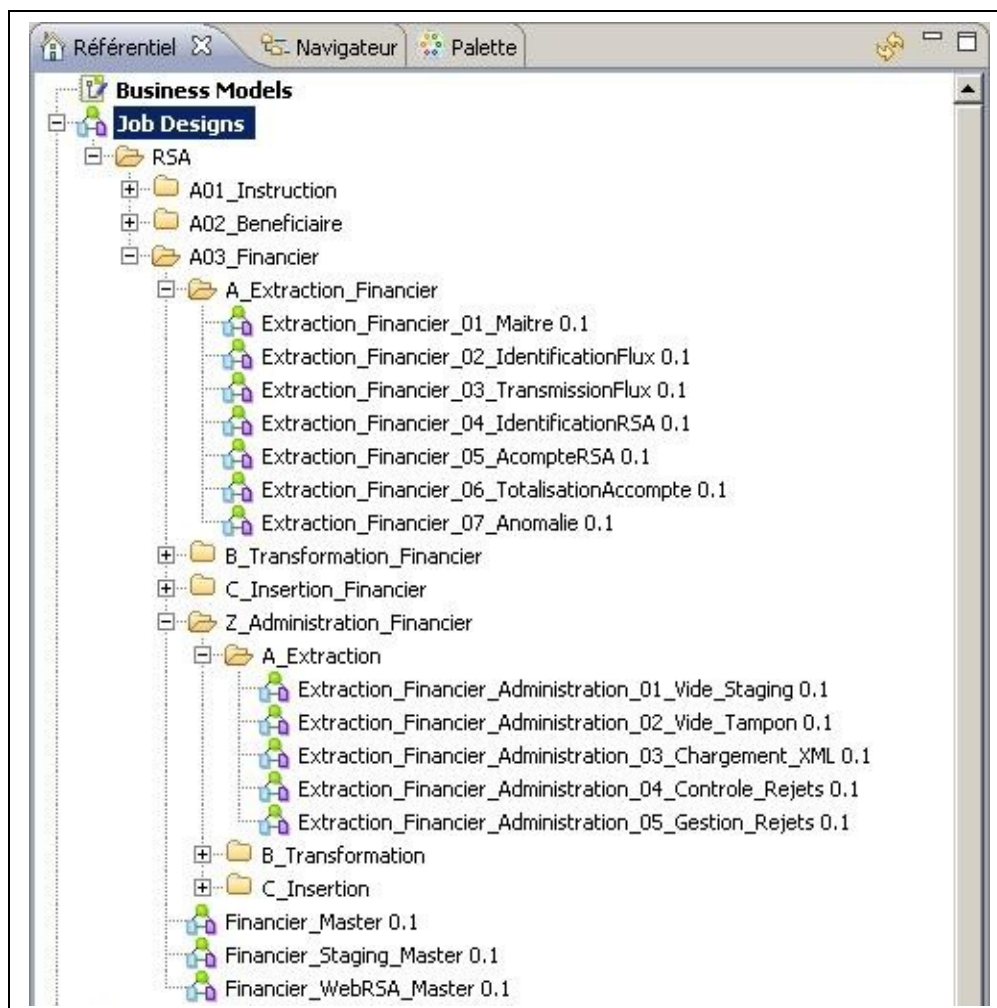 Référentiel Navigateur Palette
Business Models
Job Designs
RSA
A01_Instruction
A02_Beneficiaire
A03_Financier
A_Extraction_Financier
Extraction_Financier_01_Maitre 0.1
Extraction_Financier_02_IdentificationFlux 0.1
Extraction_Financier_03_TransmissionFlux 0.1
Extraction_Financier_04_IdentificationRSA 0.1
Extraction_Financier_05_AcompteRSA 0.1
Extraction_Financier_06_TotalisationAccompte 0.1
Extraction_Financier_07_Anomalie 0.1
B_Transformation_Financier
C_Insertion_Financier
Z_Administration_Financier
A_Extraction
Extraction_Financier_Administration_01_Vide_Staging 0.1
Extraction_Financier_Administration_02_Vide_Tampon 0.1
Extraction_Financier_Administration_03_Chargement_XML 0.1
Extraction_Financier_Administration_04_Controle_Rejets 0.1
Extraction_Financier_Administration_05_Gestion_Rejets 0.1
B_Transformation
C_Insertion
Financier_Master 0.1
Financier_Staging_Master 0.1
Financier_WebRSA_Master 0.1